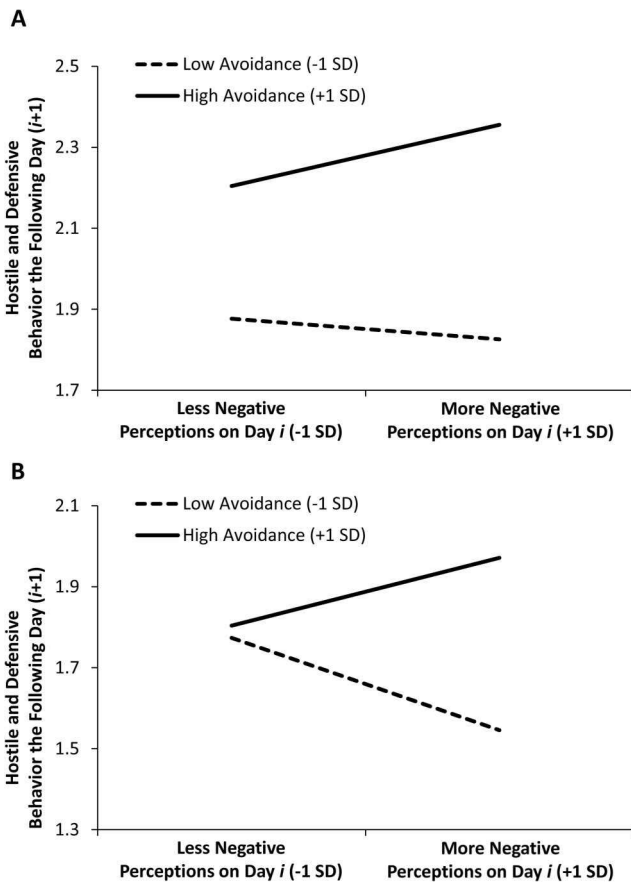 A
2.5
2.3
2.1
1.9
1.7
Hostile and Defensive
Behavior the Following Day (i+1)
Low Avoidance (-1 SD)
High Avoidance (+1 SD)
Less Negative
Perceptions on Day i (-1 SD)
More Negative
Perceptions on Day i (+1 SD)
B
2.1
1.9
1.7
1.5
1.3
Hostile and Defensive
Behavior the Following Day (i+1)
Low Avoidance (-1 SD)
High Avoidance (+1 SD)
Less Negative
Perceptions on Day i (-1 SD)
More Negative
Perceptions on Day i (+1 SD)